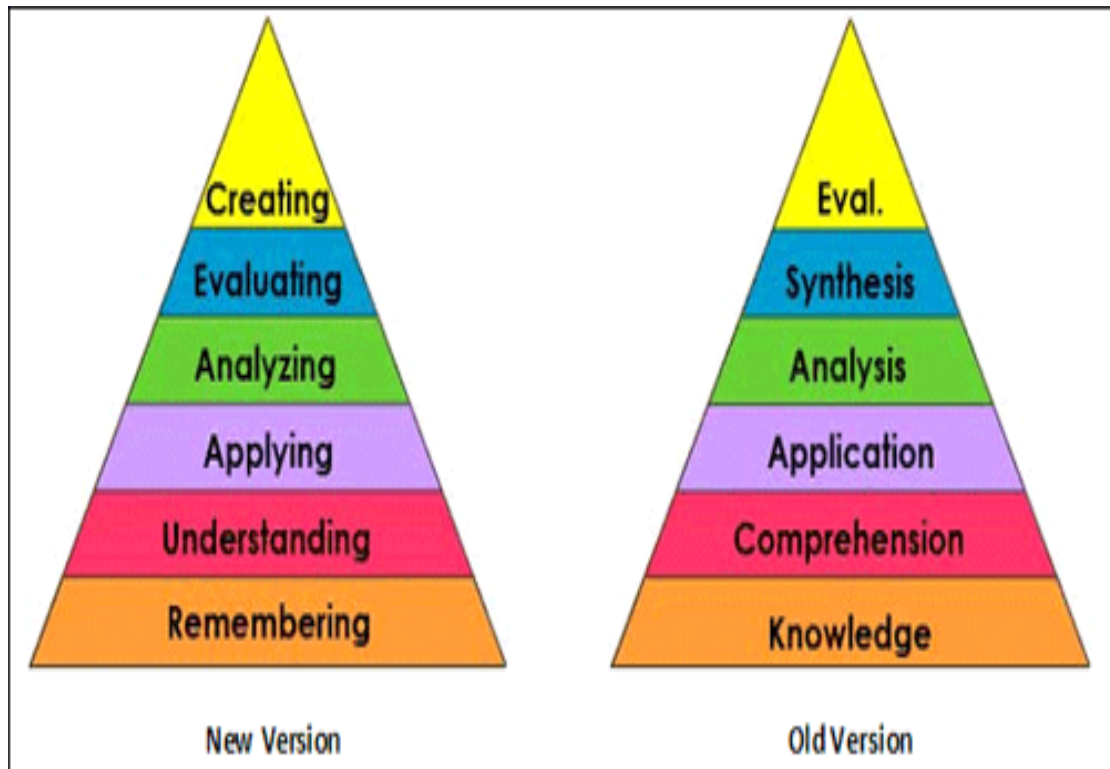 Creating
Evaluating
Analyzing
Applying
Understanding
Remembering
New Version
Eval.
Synthesis
Analysis
Application
Comprehension
Knowledge
Old Version